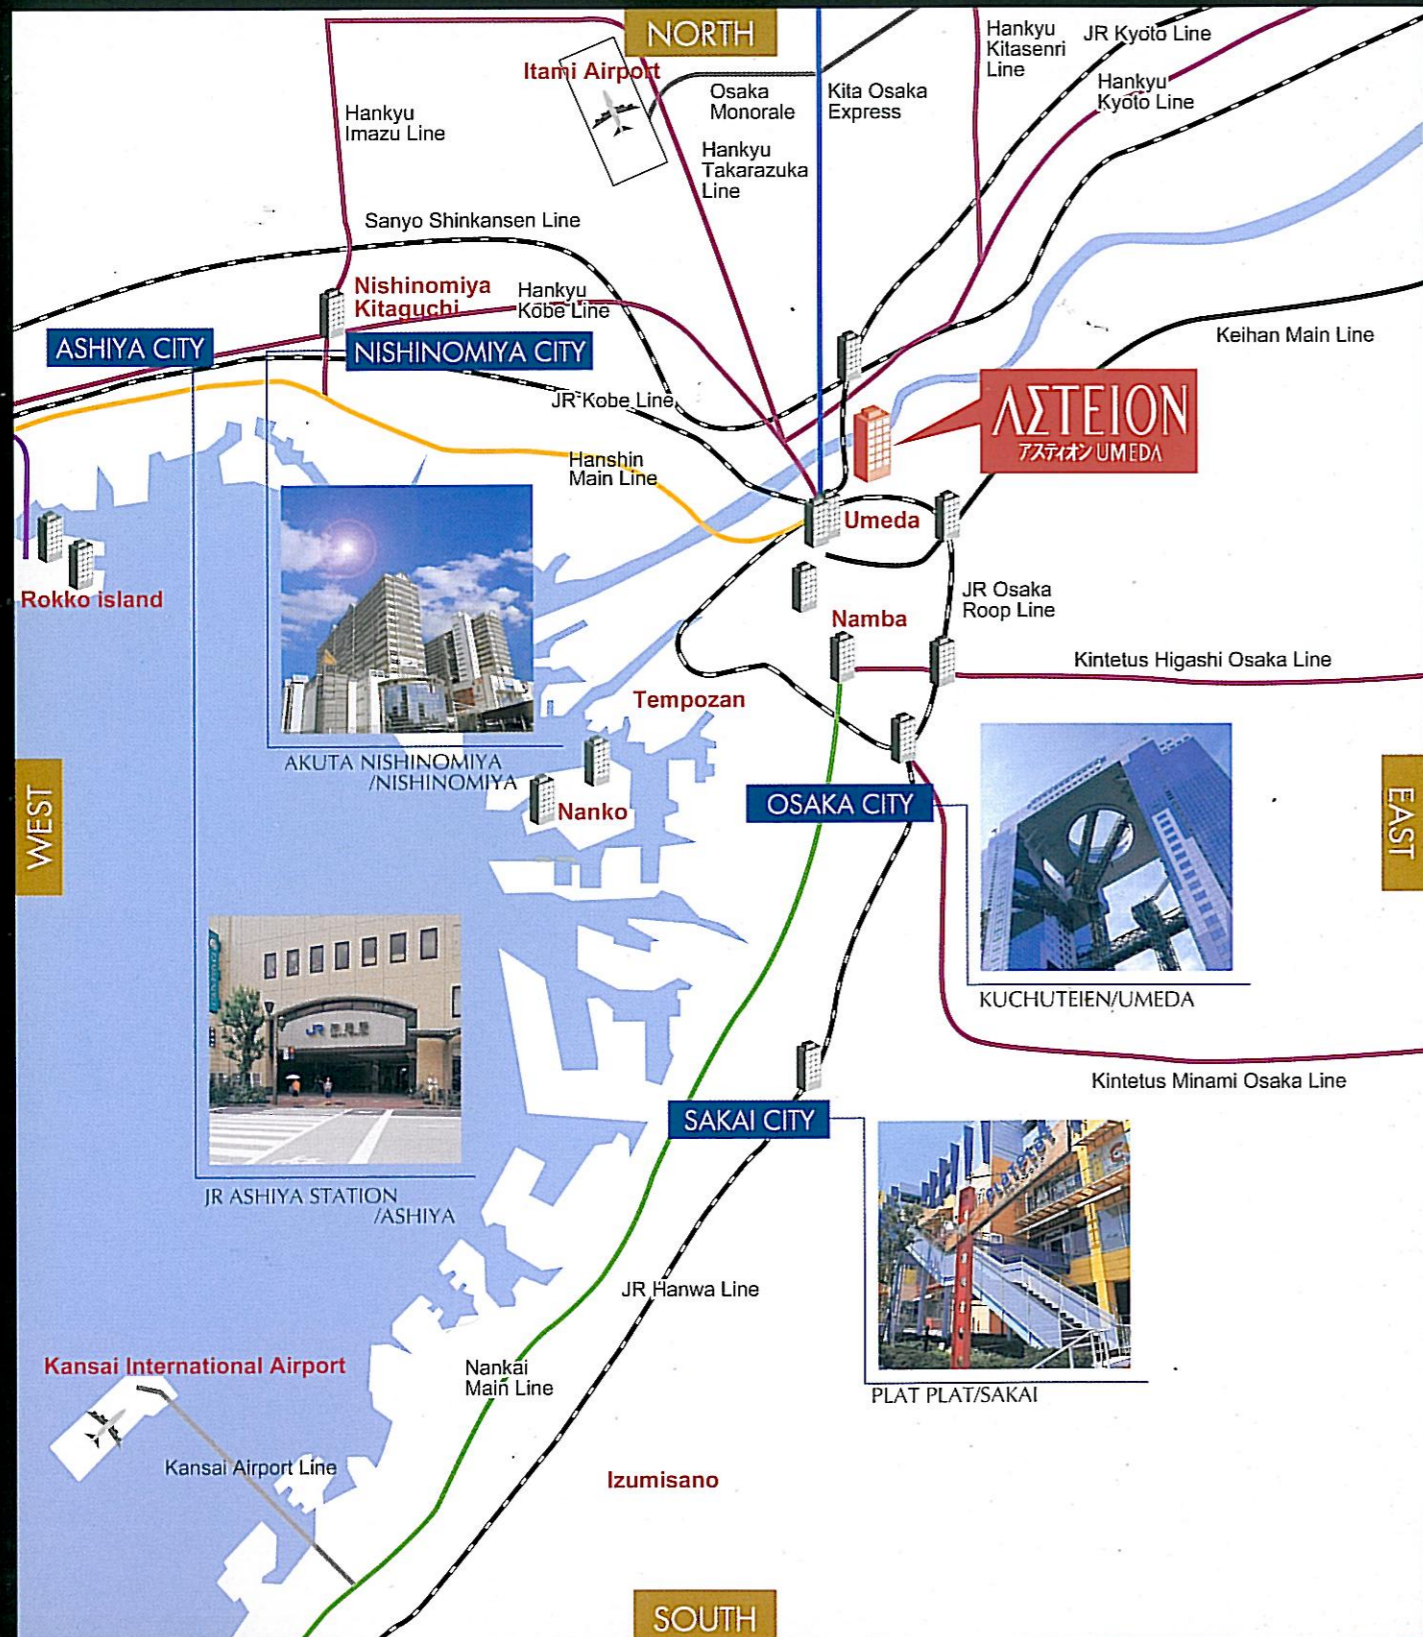 NORTH
Itami Airport
Hankyu
Imazu Line
Osaka
Monorale
Kita Osaka
Express
Hankyu
Kitasenri
Line
JR Kyoto Line
Hankyu
Kyoto Line
Hankyu
Takarazuka
Line
Sanyo Shinkansen Line
Nishinomiya
Kitaguchi
Hankyu
Kobe Line
Keihan Main Line
ASHIYA CITY
NISHINOMIYA CITY
JR Kobe Line
ΛΣTEION
アスティオン UMEDA
Hanshin
Main Line
Umeda
Rokko island
JR Osaka
Roop Line
Namba
Kintetus Higashi Osaka Line
Tempozan
AKUTA NISHINOMIYA
/NISHINOMIYA
Nanko
WEST
OSAKA CITY
EAST
KUCHUTEIEN/UMEDA
JR
Kintetus Minami Osaka Line
SAKAI CITY
JR ASHIYA STATION
/ASHIYA
JR Hanwa Line
Kansai International Airport
Nankai
Main Line
PLAT PLAT/SAKAI
Kansai Airport Line
Izumisano
SOUTH